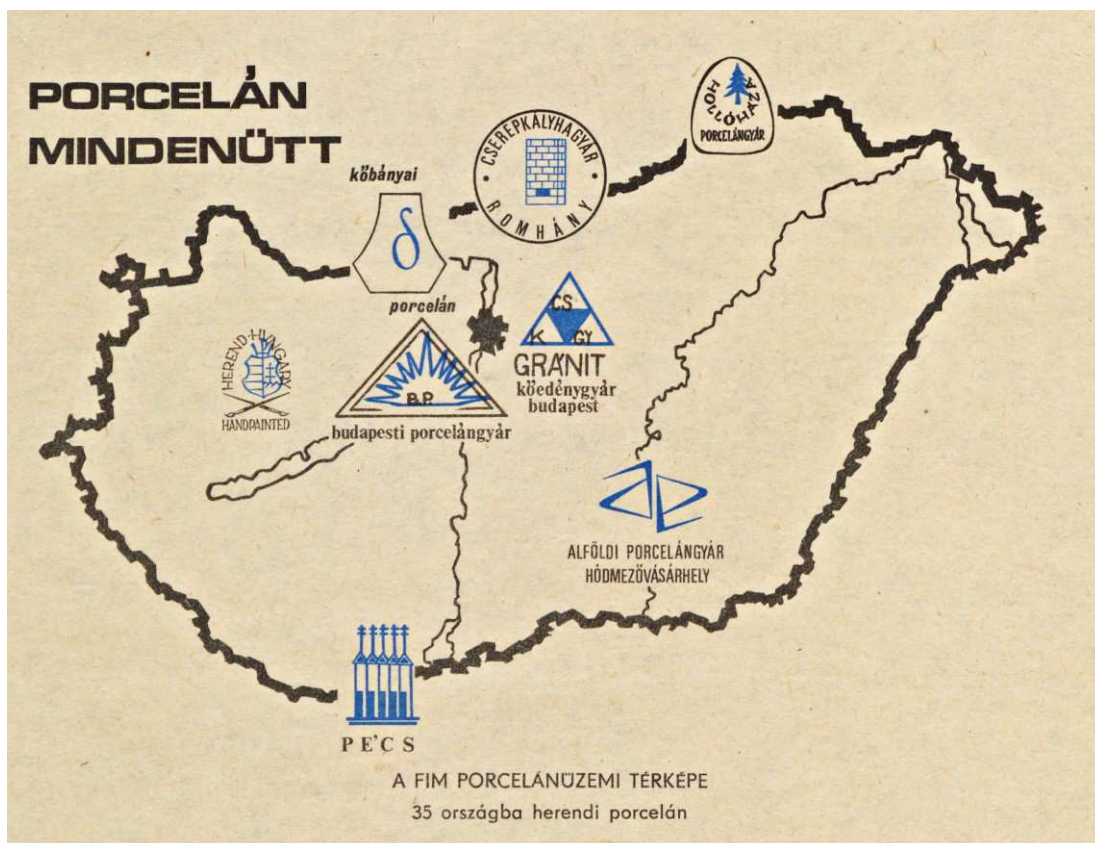 PORCELÁN
MINDENÜTT
kőbányai
porcelán
CSEREPKÁLYHAGYÁR
ROMHÁNY
HOLLÓHÁZA
PORCELÁNGYÁR
HEREND-HUNGARY
HANDPAINTED
B.P.
budapesti porcelángyár
CS
K GY
GRÁNIT
kőedénygyár
budapest
ALFÖLDI PORCELÁNGYÁR
HÓDMEZŐVÁSÁRHELY
PÉCS
A FIM PORCELÁNÜZEMI TÉRKÉPE
35 országba herendi porcelán